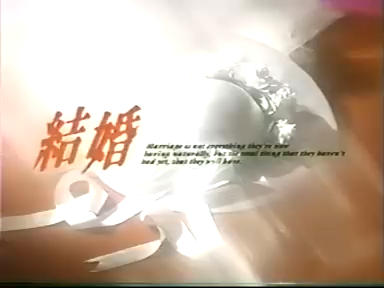 結婚
Marriage is not everything they're now
having naturally, but the small thing that they haven't
had yet, that they will have.